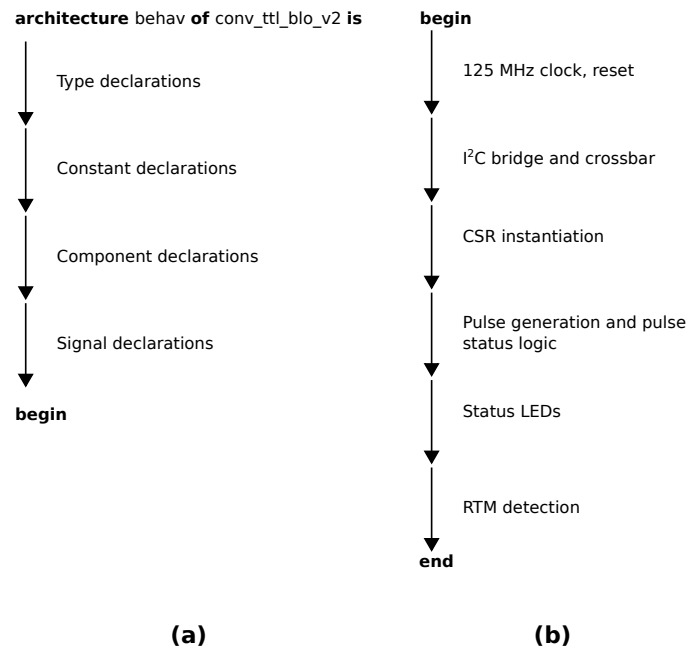 architecture behav of conv_ttl_blo_v2 is
Type declarations
Constant declarations
Component declarations
Signal declarations
begin
(a)
begin
125 MHz clock, reset
I²C bridge and crossbar
CSR instantiation
Pulse generation and pulse
status logic
Status LEDs
RTM detection
end
(b)